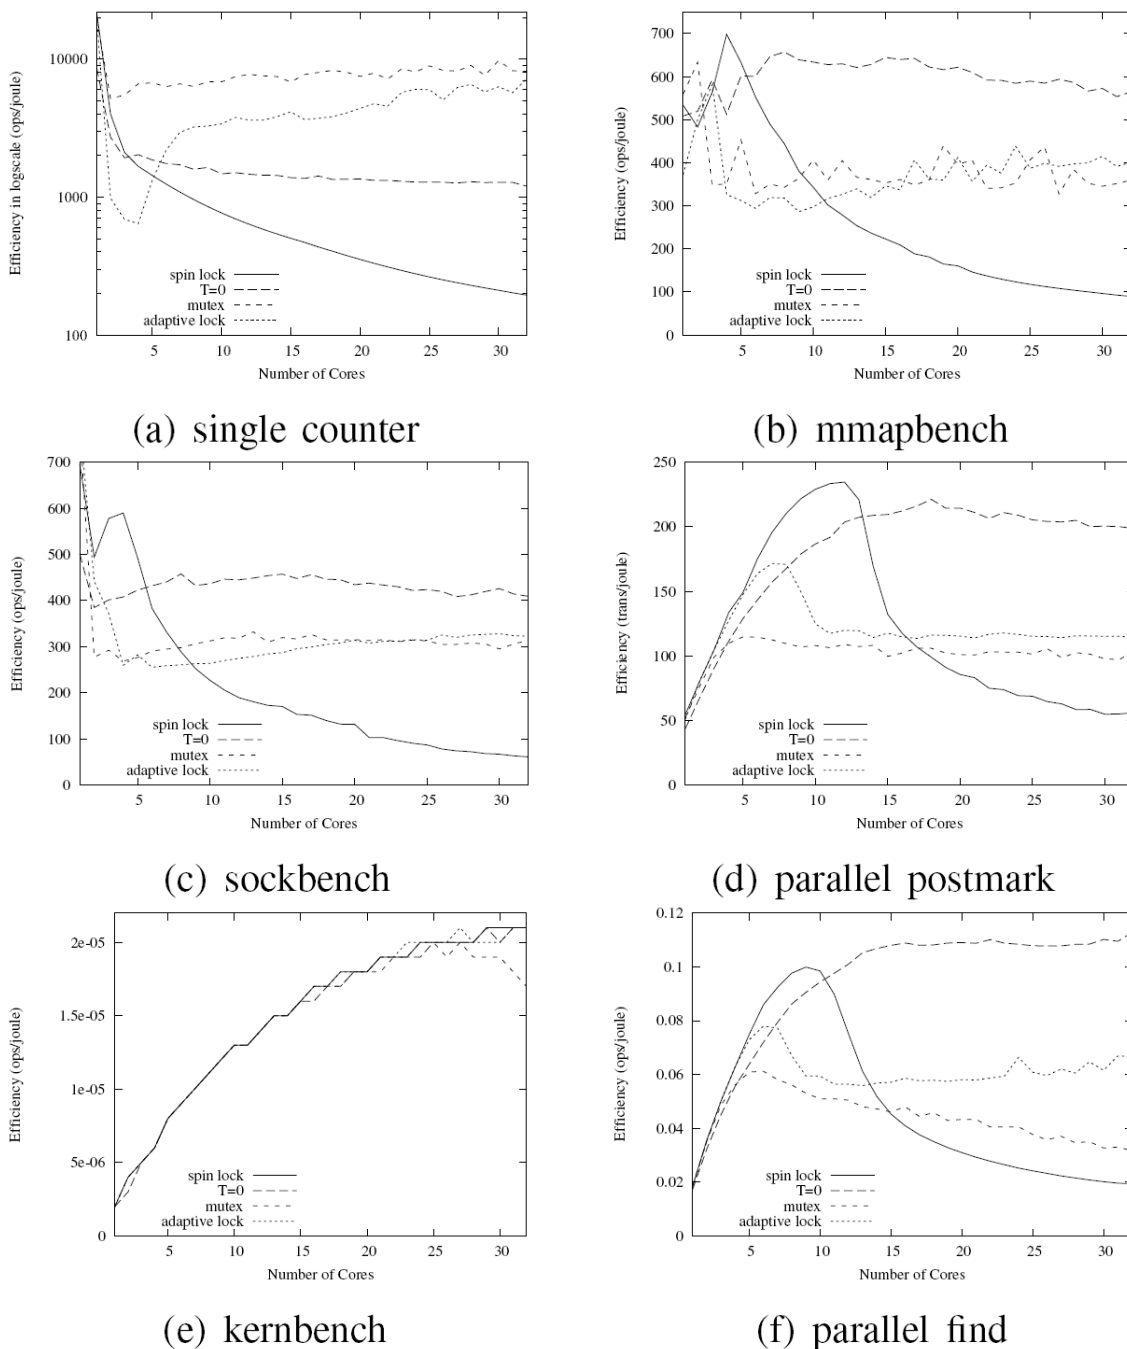 10000
1000
100
Efficiency in logscale (ops/joule)
spin lock
T=0
mutex
adaptive lock
5 10 15 20 25 30
Number of Cores
(a) single counter
700
600
500
400
300
200
100
0
Efficiency (ops/joule)
spin lock
T=0
mutex
adaptive lock
5 10 15 20 25 30
Number of Cores
(b) mmapbench
700
600
500
400
300
200
100
0
Efficiency (ops/joule)
spin lock
T=0
mutex
adaptive lock
5 10 15 20 25 30
Number of Cores
(c) sockbench
250
200
150
100
50
0
Efficiency (trans/joule)
spin lock
T=0
mutex
adaptive lock
5 10 15 20 25 30
Number of Cores
(d) parallel postmark
2e-05
1.5e-05
1e-05
5e-06
0
Efficiency (ops/joule)
spin lock
T=0
mutex
adaptive lock
5 10 15 20 25 30
Number of Cores
(e) kernbench
0.12
0.1
0.08
0.06
0.04
0.02
0
Efficiency (ops/joule)
spin lock
T=0
mutex
adaptive lock
5 10 15 20 25 30
Number of Cores
(f) parallel find